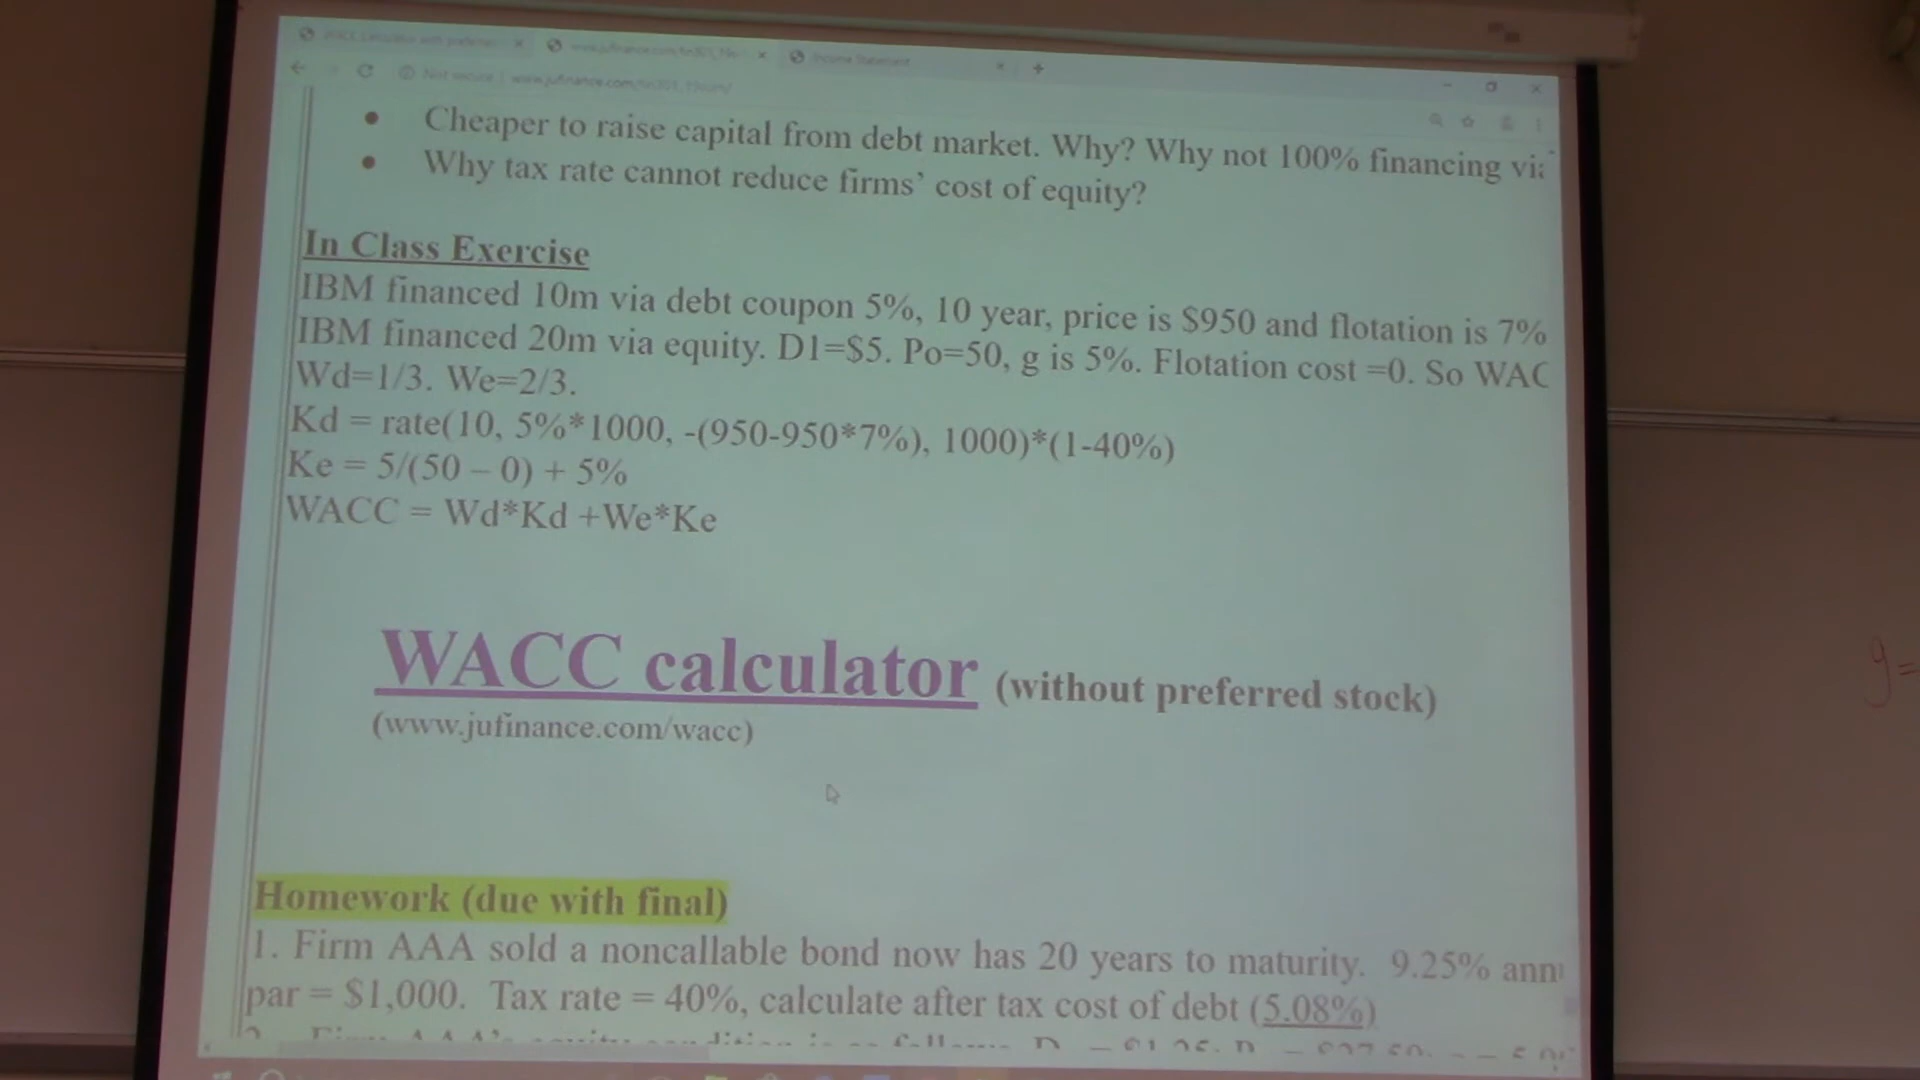 Not secure | www.jufinance.com/
Cheaper to raise capital from debt market. Why? Why not 100% financing
Why tax rate cannot reduce firms’ cost of equity?
In Class Exercise
IBM financed 10m via debt coupon 5%, 10 year, price is $950 and flotation is 7%
IBM financed 20m via equity. D1=$5. Po=50, g is 5%. Flotation cost =0. So
Wd=1/3. We=2/3.
Kd = rate(10, 5%*1000, -(950-950*7%), 1000)*(1-40%)
Ke = 5/(50 – 0) + 5%
WACC = Wd*Kd +We*Ke
WACC calculator (without preferred stock)
(www.jufinance.com/wacc)
Homework (due with final)
1. Firm AAA sold a noncallable bond now has 20 years to maturity. 9.25%
par = $1,000. Tax rate = 40%, calculate after tax cost of debt (5.08%)
g=